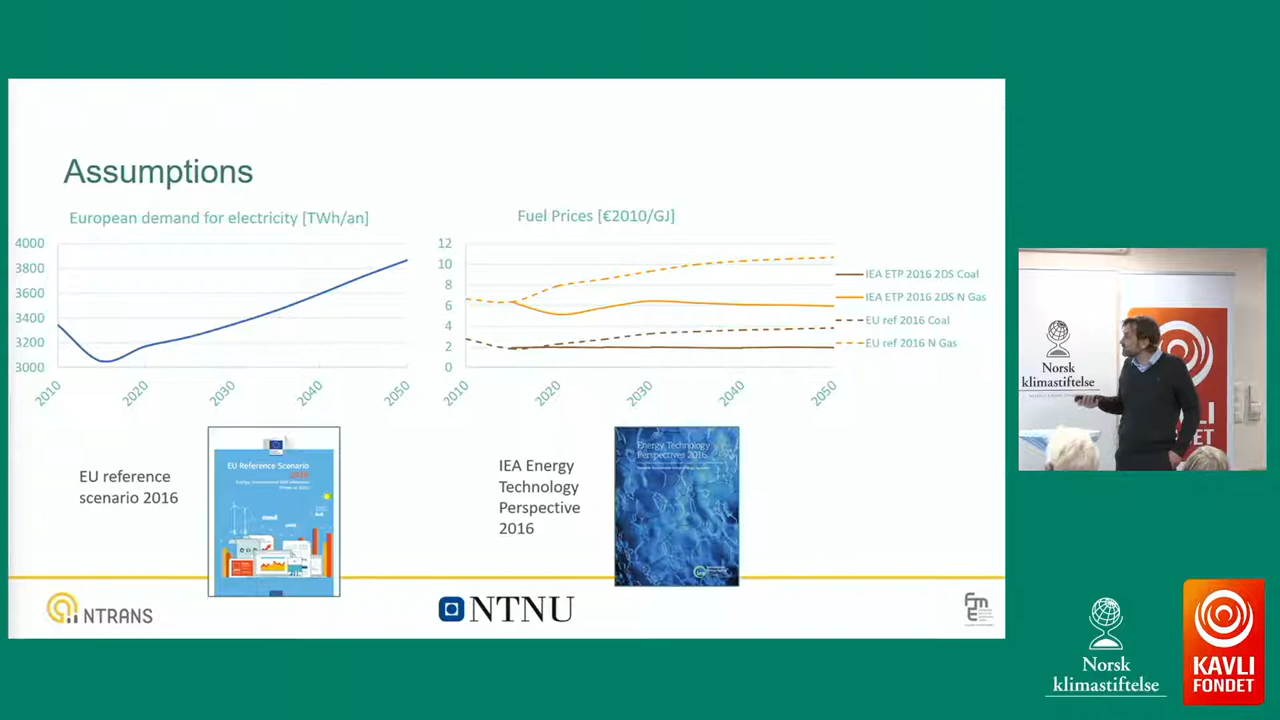 Assumptions
European demand for electricity [TWh/an]
4000
3800
3600
3400
3200
3000
2010
2020
2030
2040
2050
Fuel Prices [€2010/GJ]
12
10
8
6
4
2
0
2010
2020
2030
2040
2050
IEA ETP 2016 2DS Coal
IEA ETP 2016 2DS N Gas
EU ref 2016 Coal
EU ref 2016 N Gas
EU reference
scenario 2016
EU Reference Scenario
2016
IEA Energy
Technology
Perspective
2016
Energy Technology
Perspectives 2016
NTRANS
NTNU
FmE
Norsk
klimastiftelse
KAVLI
FONDET
Norsk
klimastiftelse
KAVLI
FONDET